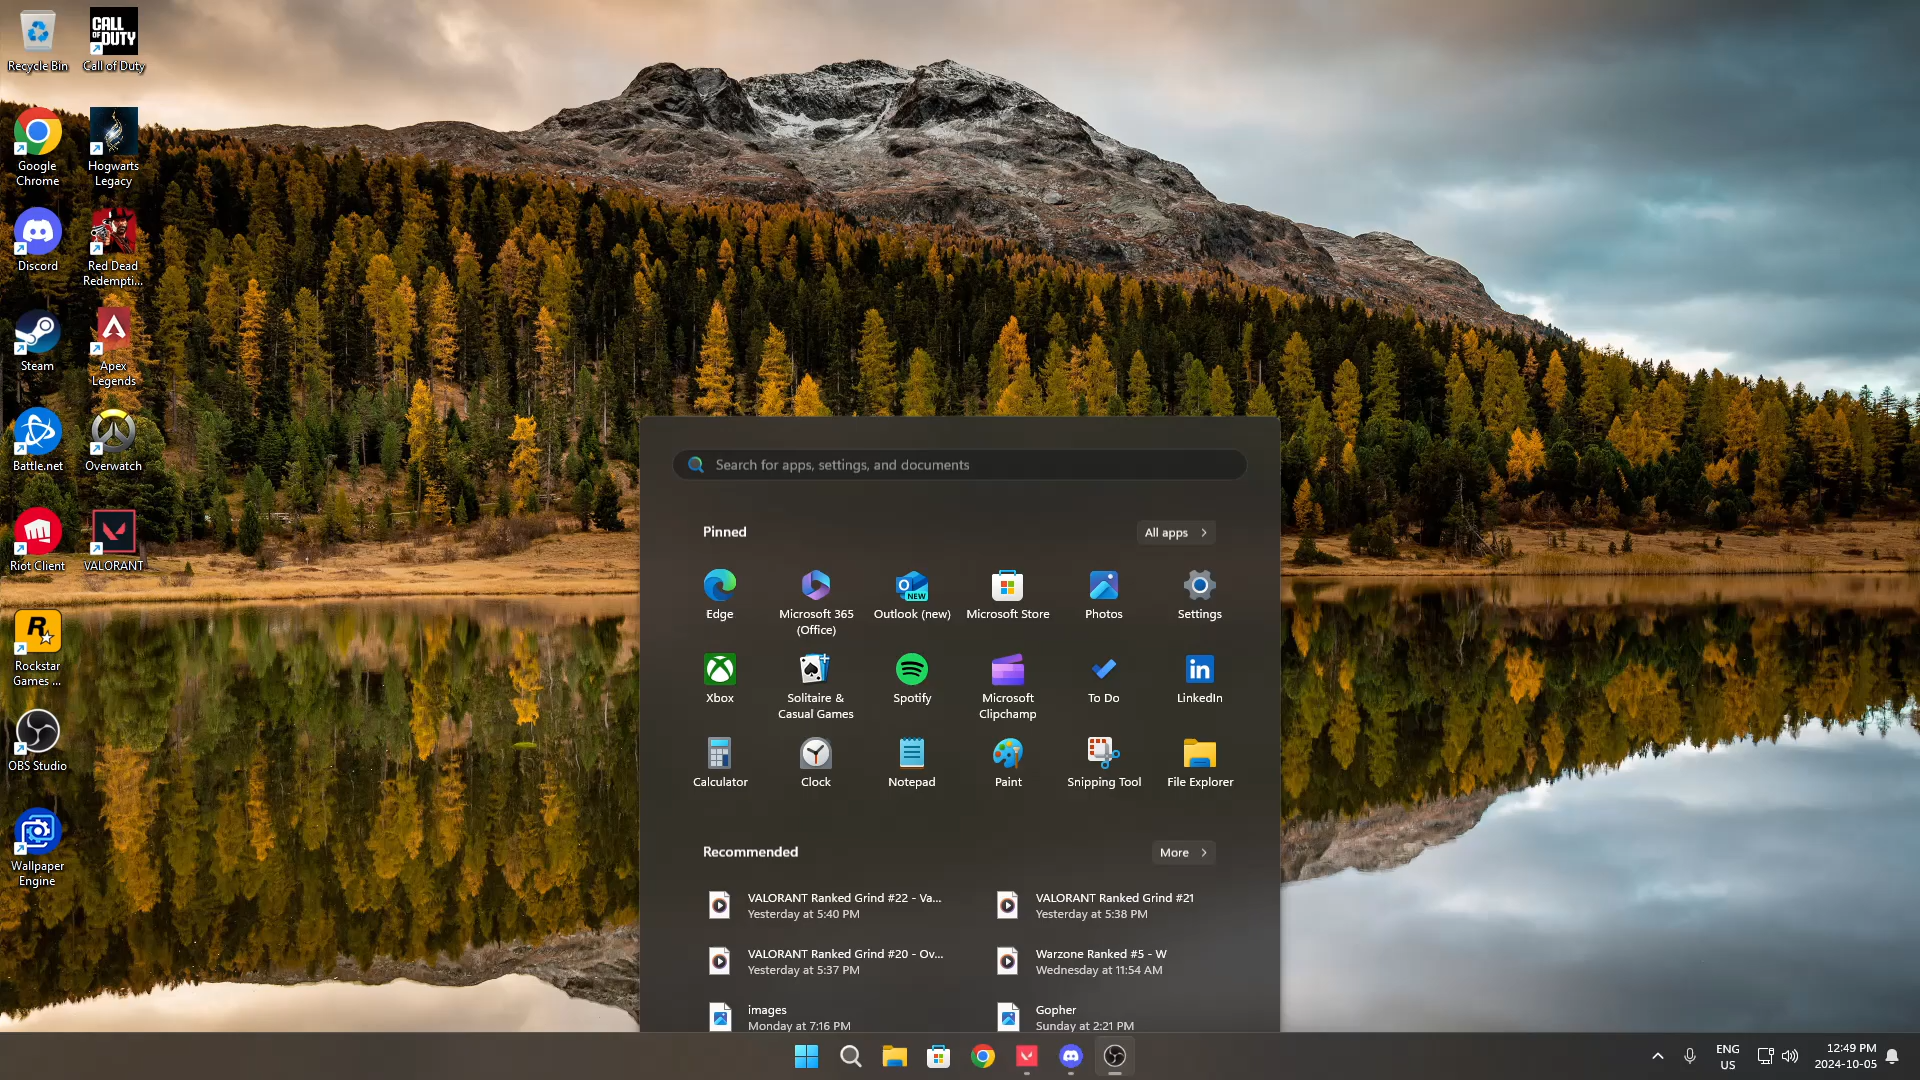 Recycle Bin
CALL OF DUTY
Call of Duty
Google
Chrome
Hogwarts
Legacy
Discord
Red Dead
Redempti...
Steam
Apex
Legends
Battle.net
Overwatch
Riot Client
VALORANT
R
Rockstar
Games ...
OBS Studio
Wallpaper
Engine
Search for apps, settings, and documents
Pinned
All apps
Edge
Microsoft 365
(Office)
O
NEW
Outlook (new)
Microsoft Store
Photos
Settings
Xbox
Solitaire &
Casual Games
Spotify
Microsoft
Clipchamp
To Do
in
LinkedIn
Calculator
Clock
Notepad
Paint
Snipping Tool
File Explorer
Recommended
More
VALORANT Ranked Grind #22 - Va...
Yesterday at 5:40 PM
VALORANT Ranked Grind #21
Yesterday at 5:38 PM
VALORANT Ranked Grind #20 - Ov...
Yesterday at 5:37 PM
Warzone Ranked #5 - W
Wednesday at 11:54 AM
images
Monday at 7:16 PM
Gopher
Sunday at 2:21 PM
ENG
US
12:49 PM
2024-10-05